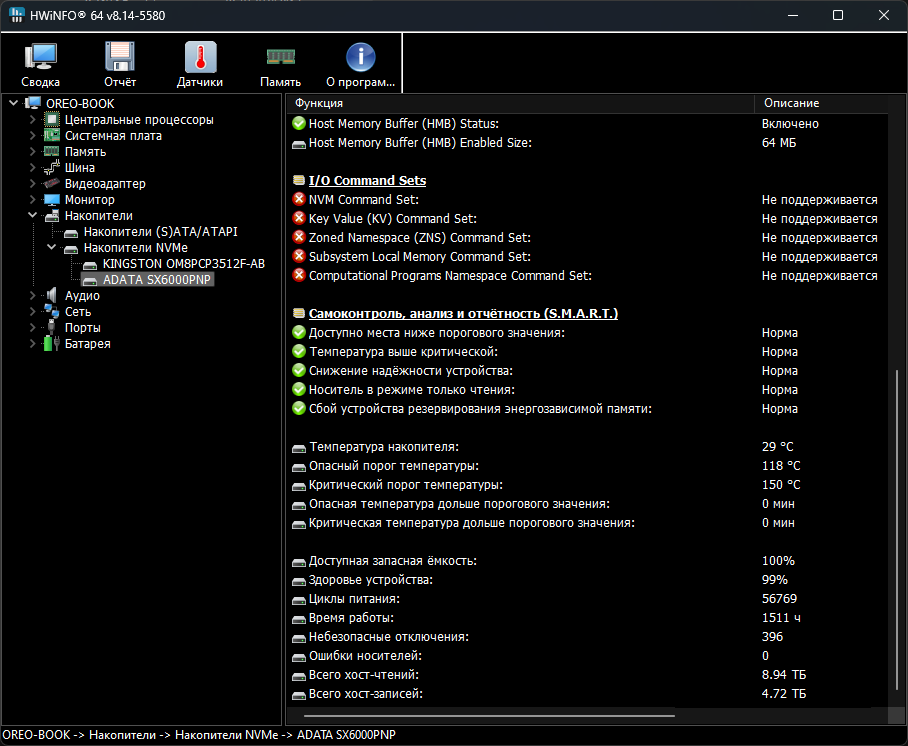 HWiNFO® 64 v8.14-5580
Сводка
Отчёт
Датчики
Память
О програм...
OREO-BOOK
Центральные процессоры
Системная плата
Память
Шина
Видеоадаптер
Монитор
Накопители
Накопители (S)ATA/ATAPI
Накопители NVMe
KINGSTON OM8PCP3512F-AB
ADATA SX6000PNP
Аудио
Сеть
Порты
Батарея
Функция Описание
Host Memory Buffer (HMB) Status: Включено
Host Memory Buffer (HMB) Enabled Size: 64 МБ
I/O Command Sets
NVM Command Set: Не поддерживается
Key Value (KV) Command Set: Не поддерживается
Zoned Namespace (ZNS) Command Set: Не поддерживается
Subsystem Local Memory Command Set: Не поддерживается
Computational Programs Namespace Command Set: Не поддерживается
Самоконтроль, анализ и отчётность (S.M.A.R.T.)
Доступно места ниже порогового значения: Норма
Температура выше критической: Норма
Снижение надёжности устройства: Норма
Носитель в режиме только чтения: Норма
Сбой устройства резервирования энергозависимой памяти: Норма
Температура накопителя: 29 °C
Опасный порог температуры: 118 °C
Критический порог температуры: 150 °C
Опасная температура дольше порогового значения: 0 мин
Критическая температура дольше порогового значения: 0 мин
Доступная запасная ёмкость: 100%
Здоровье устройства: 99%
Циклы питания: 56769
Время работы: 1511 ч
Небезопасные отключения: 396
Ошибки носителей: 0
Всего хост-чтений: 8.94 ТБ
Всего хост-записей: 4.72 ТБ
OREO-BOOK -> Накопители -> Накопители NVMe -> ADATA SX6000PNP